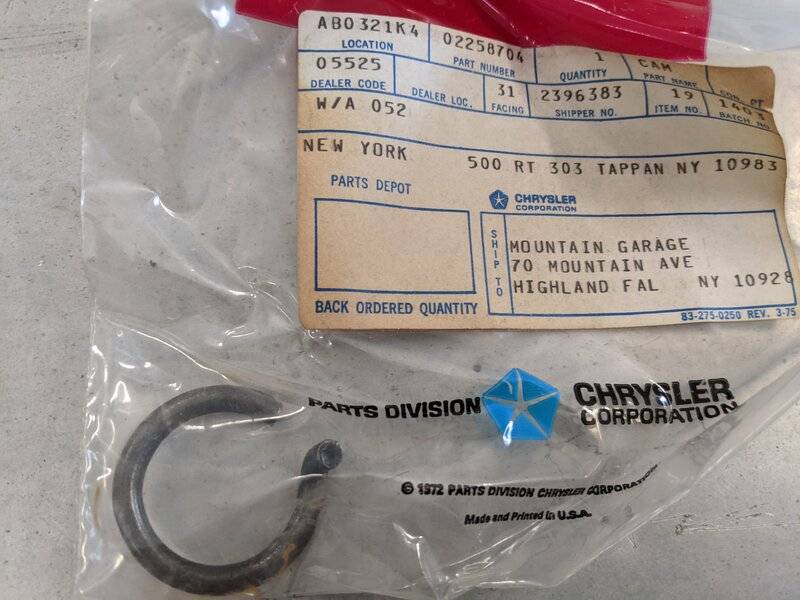 AB0321K4 02258704 1 CAM
LOCATION PART NUMBER QUANTITY PART NAME
05525 31 2396383 19 1403
DEALER CODE DEALER LOC. FACING SHIPPER NO. ITEM NO. BATCH NO.
W/A 052
NEW YORK 500 RT 303 TAPPAN NY 10983
PARTS DEPOT
CHRYSLER
CORPORATION
SHIP TO
MOUNTAIN GARAGE
70 MOUNTAIN AVE
HIGHLAND FAL NY 10928
BACK ORDERED QUANTITY
83-275-0250 REV. 3-75
PARTS DIVISION CHRYSLER
CORPORATION
© 1972 PARTS DIVISION CHRYSLER CORPORATION
Made and Printed in U.S.A.